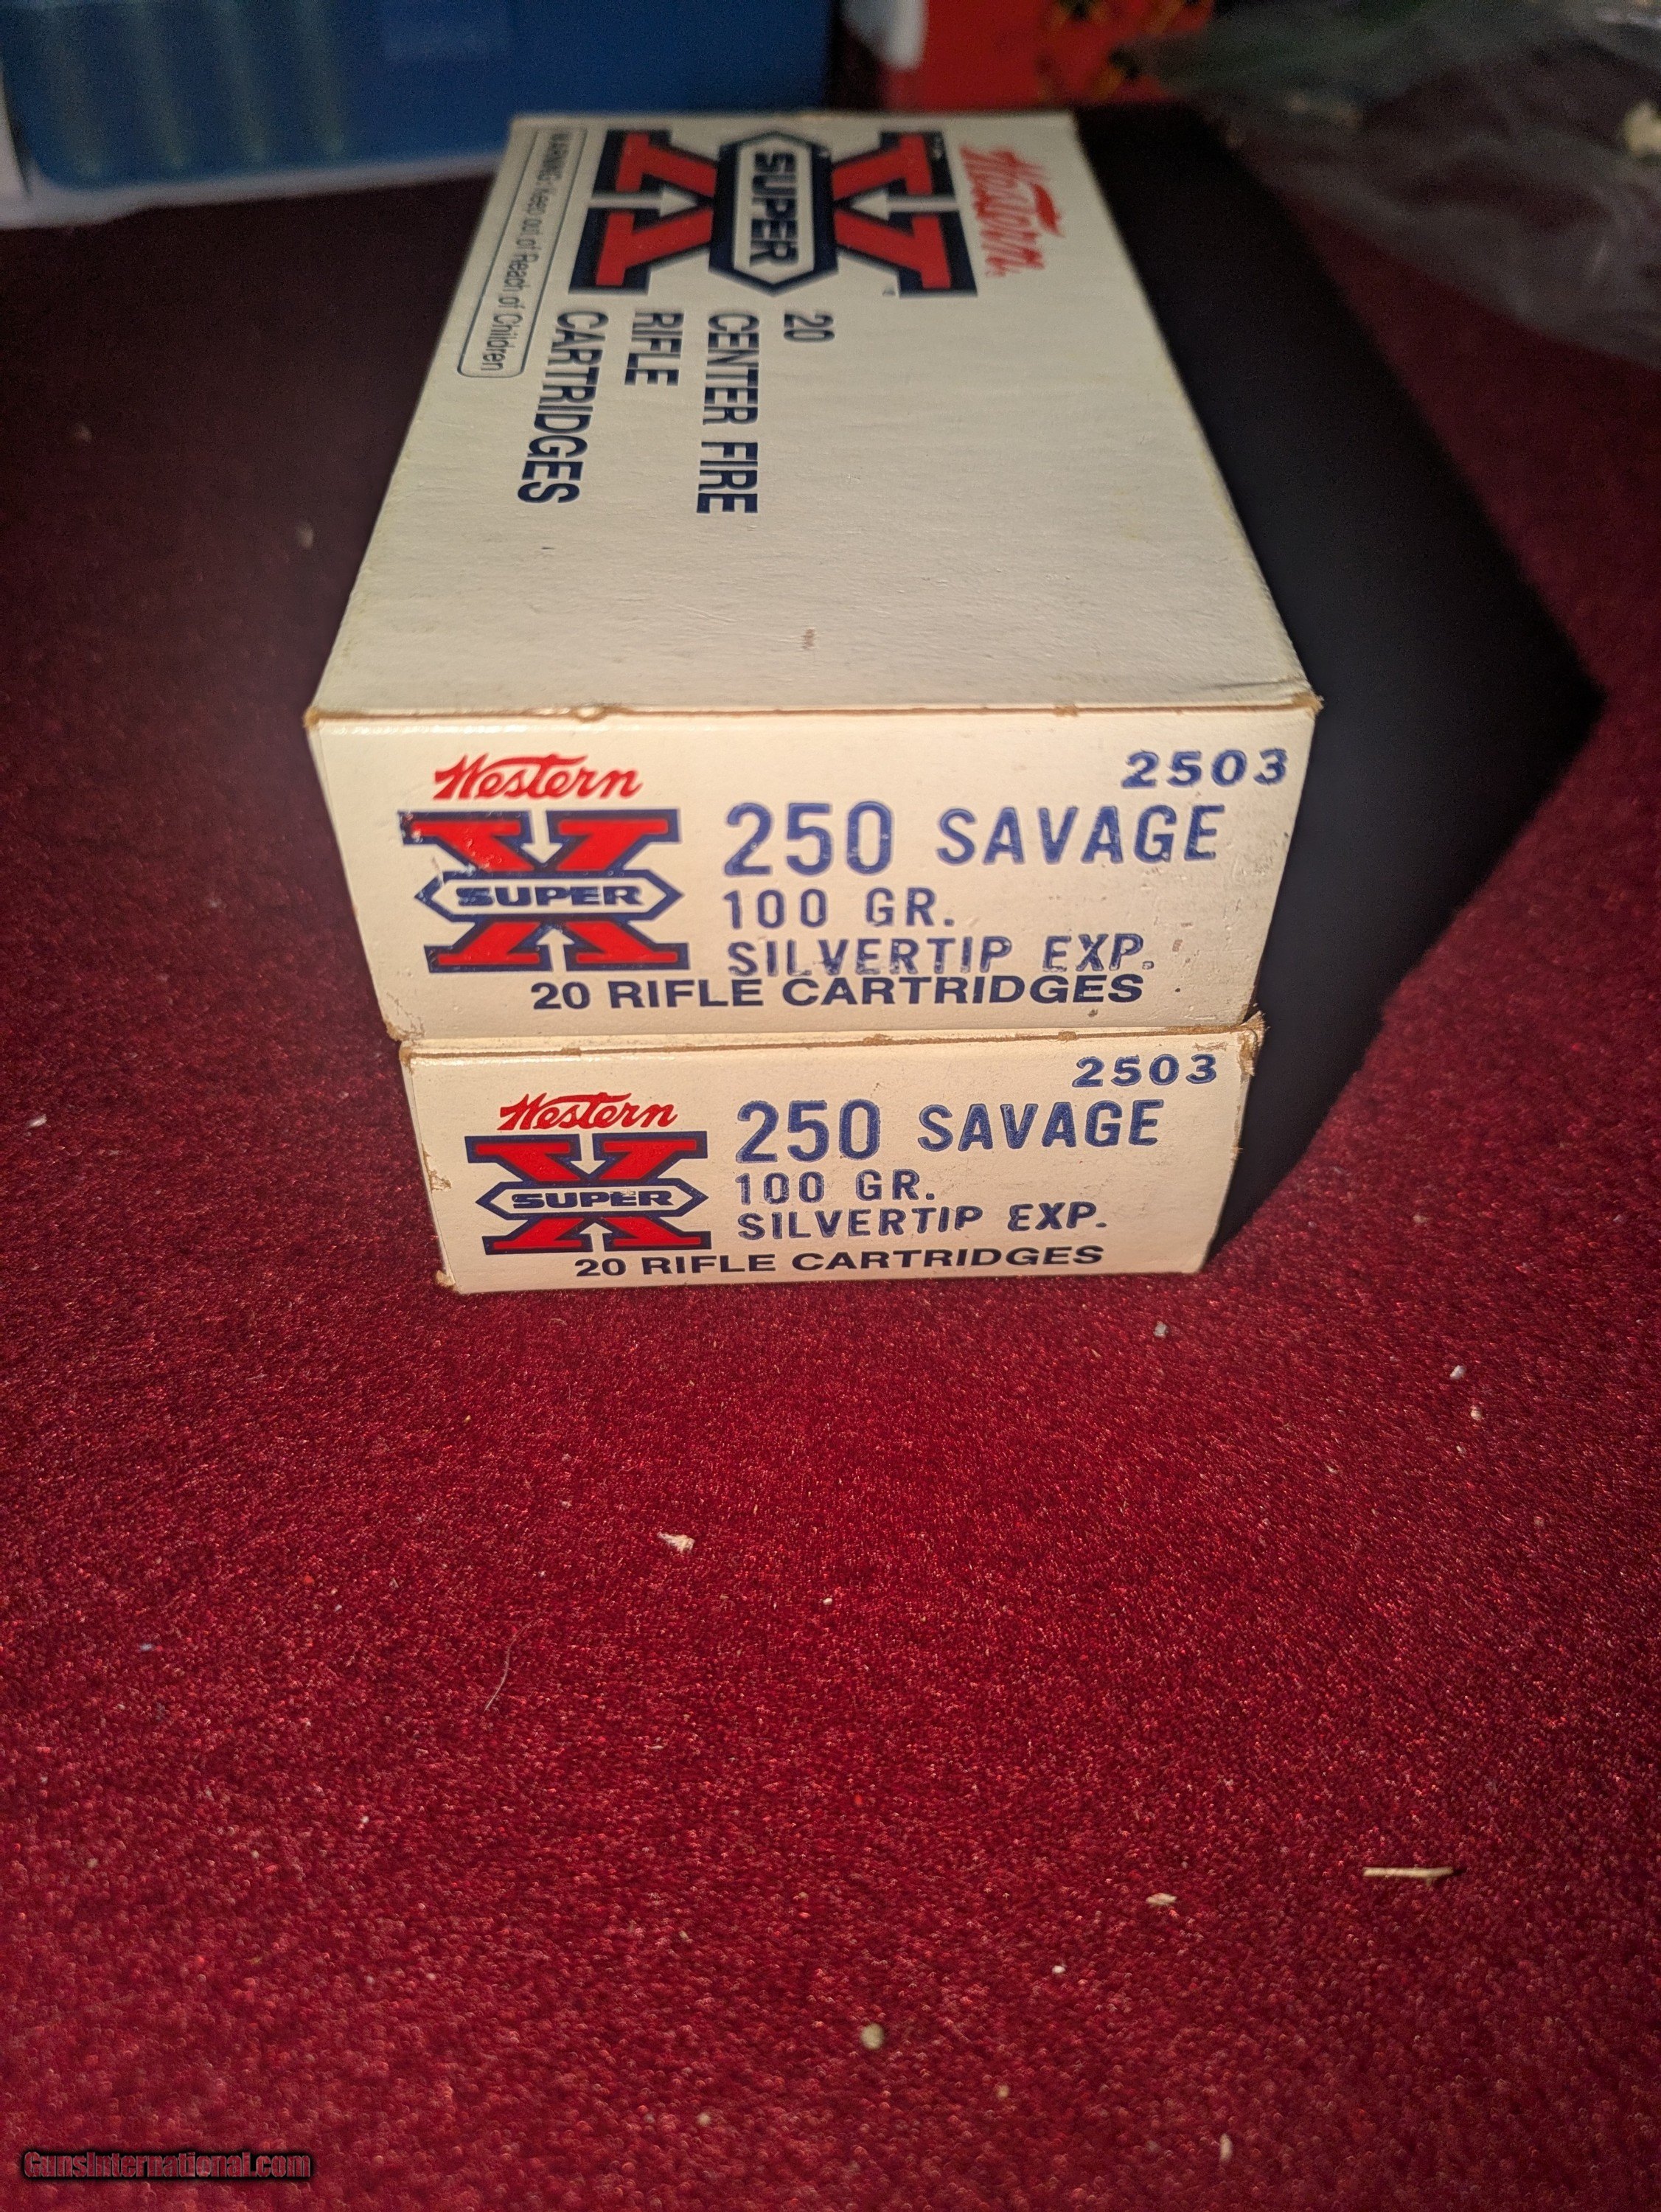 Western
SUPER X
20
CENTER FIRE
RIFLE
CARTRIDGES
WARNING: Keep out of Reach of Children
2503
Western
SUPER X
250 SAVAGE
100 GR.
SILVERTIP EXP.
20 RIFLE CARTRIDGES
2503
Western
SUPER X
250 SAVAGE
100 GR.
SILVERTIP EXP.
20 RIFLE CARTRIDGES
GunsInternational.com